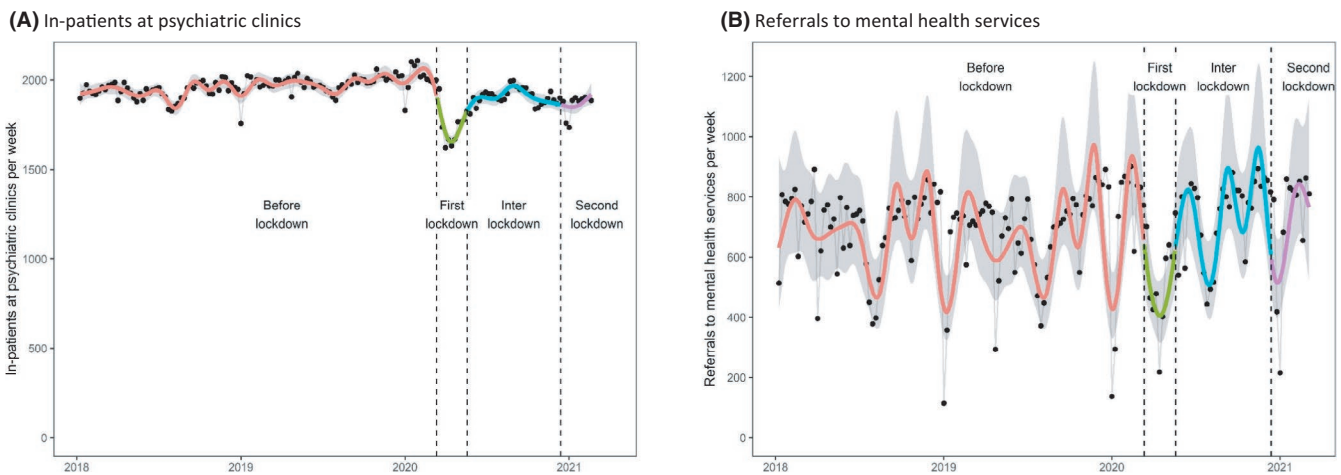 (A) In-patients at psychiatric clinics
In-patients at psychiatric clinics per week
2000
1500
1000
500
0
Before
lockdown
First
lockdown
Inter
lockdown
Second
lockdown
2018
2019
2020
2021
(B) Referrals to mental health services
Referrals to mental health services per week
1200
1000
800
600
400
200
0
Before
lockdown
First
lockdown
Inter
lockdown
Second
lockdown
2018
2019
2020
2021